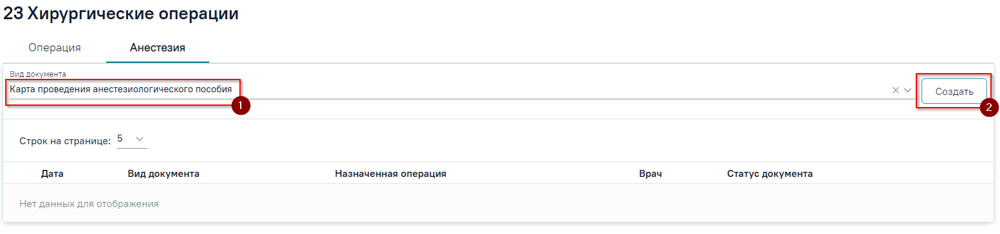 23 Хирургические операции
Операция Анестезия
Вид документа
Карта проведения анестезиологического пособия
1
Создать
2
Строк на странице: 5
Дата Вид документа Назначенная операция Врач Статус документа
Нет данных для отображения